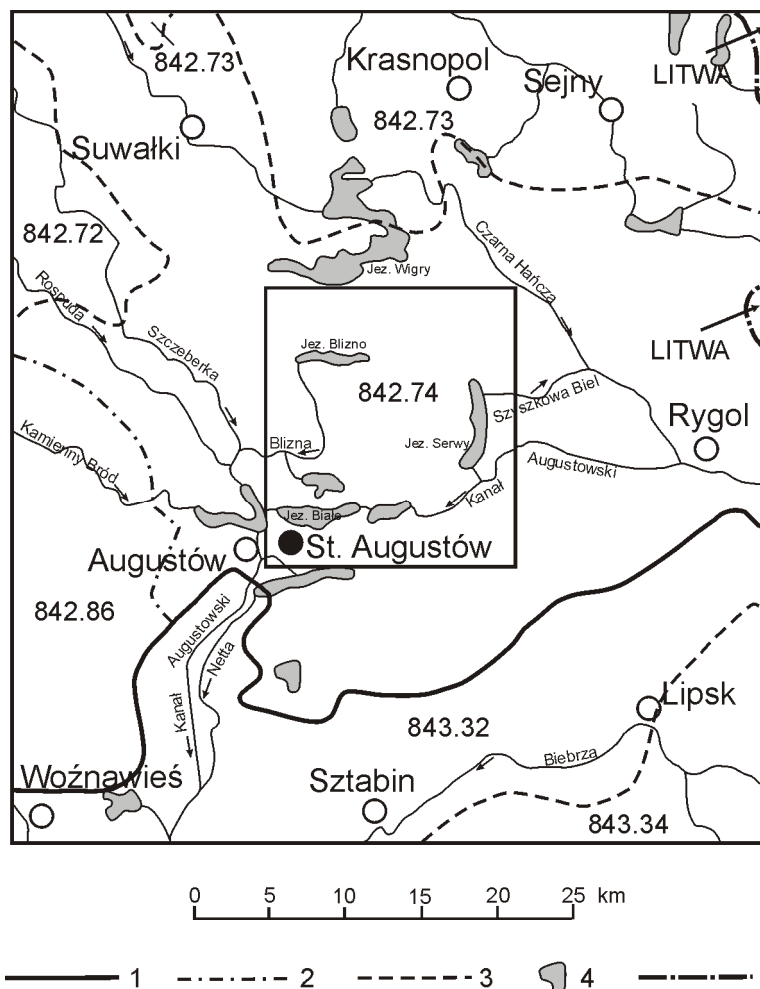 842.73
Krasnopol
Sejny
LITWA
842.73
Suwałki
842.72
Czarna Hańcza
Jez. Wigry
Rospuda
Szczeberka
LITWA
Jez. Blizno
842.74
Szyszkowa Biel
Rygol
Kamienny Bród
Blizna
Jez. Serwy
Augustowski
Kanał
Jez. Białe
Augustów
St. Augustów
842.86
Augustowski
Netta
Kanał
Lipsk
843.32
Woźnawieś
Sztabin
Biebrza
843.34
0 5 10 15 20 25 km
1 2 3 4